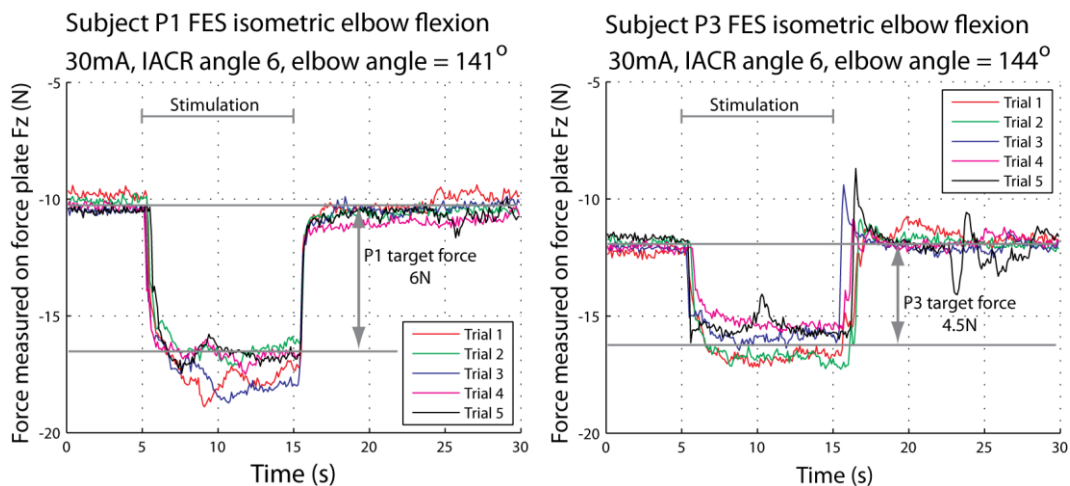 Subject P1 FES isometric elbow flexion
30mA, IACR angle 6, elbow angle = 141°
Force measured on force plate Fz (N)
-5
-10
-15
-20
Stimulation
P1 target force
6N
Trial 1
Trial 2
Trial 3
Trial 4
Trial 5
0 5 10 15 20 25 30
Time (s)
Subject P3 FES isometric elbow flexion
30mA, IACR angle 6, elbow angle = 144°
Force measured on force plate Fz (N)
-5
-10
-15
-20
Stimulation
Trial 1
Trial 2
Trial 3
Trial 4
Trial 5
P3 target force
4.5N
0 5 10 15 20 25 30
Time (s)